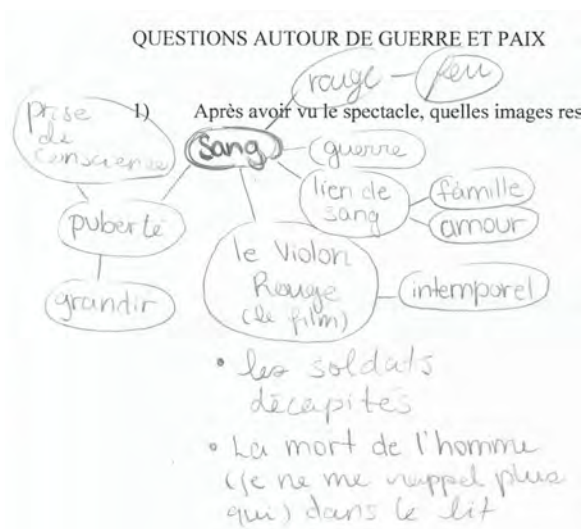 QUESTIONS AUTOUR DE GUERRE ET PAIX
rouge - feu
1) Après avoir vu le spectacle, quelles images res
prise
de
conscience
sang
guerre
lien de
sang
famille
amour
puberté
grandir
le Violon
Rouge
(le film)
intemporel
• les soldats
décapités
• La mort de l'homme
(je ne me rappel plus
qui) dans le lit